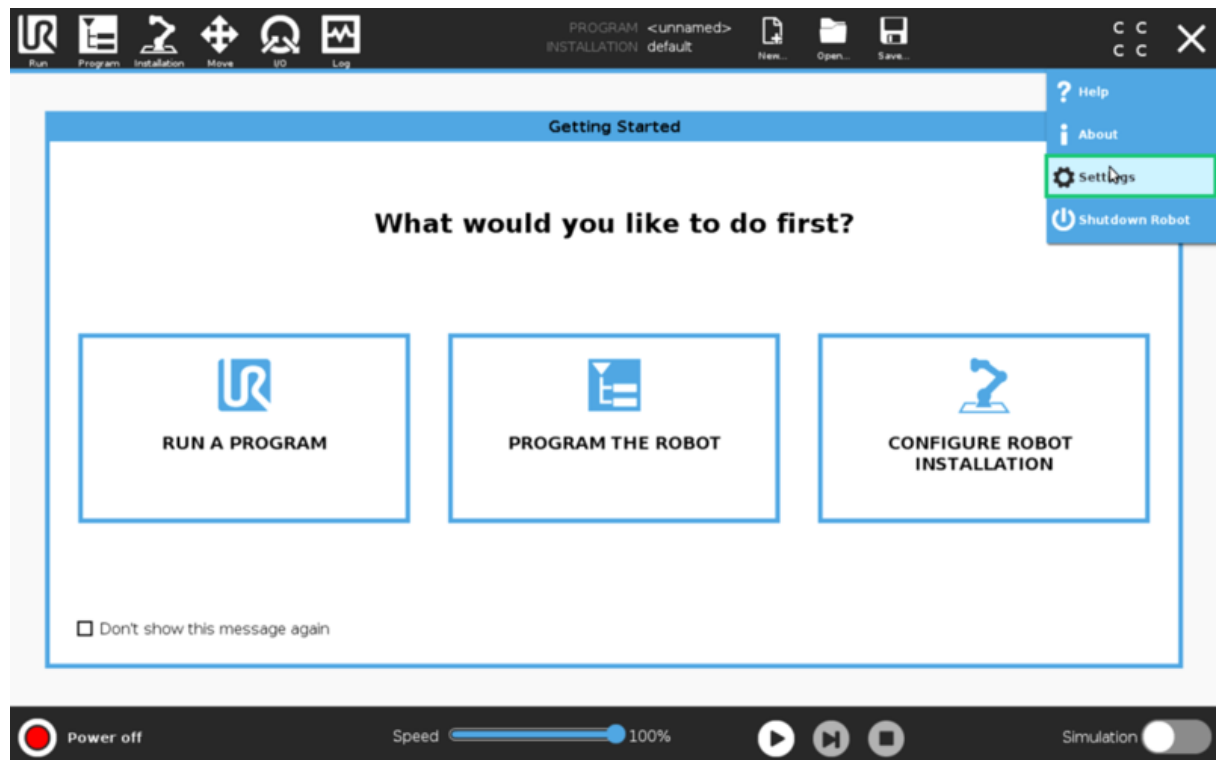 PROGRAM <unnamed>
INSTALLATION default
C C
C C
Run Program Installation Move I/O Log New... Open... Save...
? Help
i About
Settings
Shutdown Robot
Getting Started
What would you like to do first?
RUN A PROGRAM
PROGRAM THE ROBOT
CONFIGURE ROBOT
INSTALLATION
Don't show this message again
Power off Speed 100% Simulation